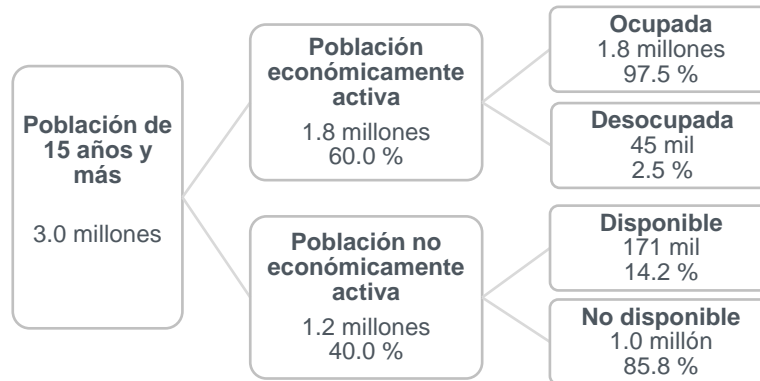 Población de
15 años y
más
3.0 millones
Población
económicamente
activa
1.8 millones
60.0 %
Ocupada
1.8 millones
97.5 %
Desocupada
45 mil
2.5 %
Población no
económicamente
activa
1.2 millones
40.0 %
Disponible
171 mil
14.2 %
No disponible
1.0 millón
85.8 %